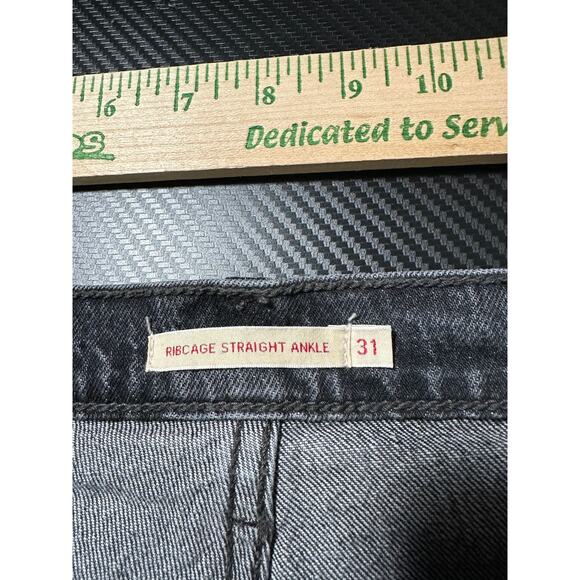 6 7 8 9 10
Dedicated to Serv
RIBCAGE STRAIGHT ANKLE 31